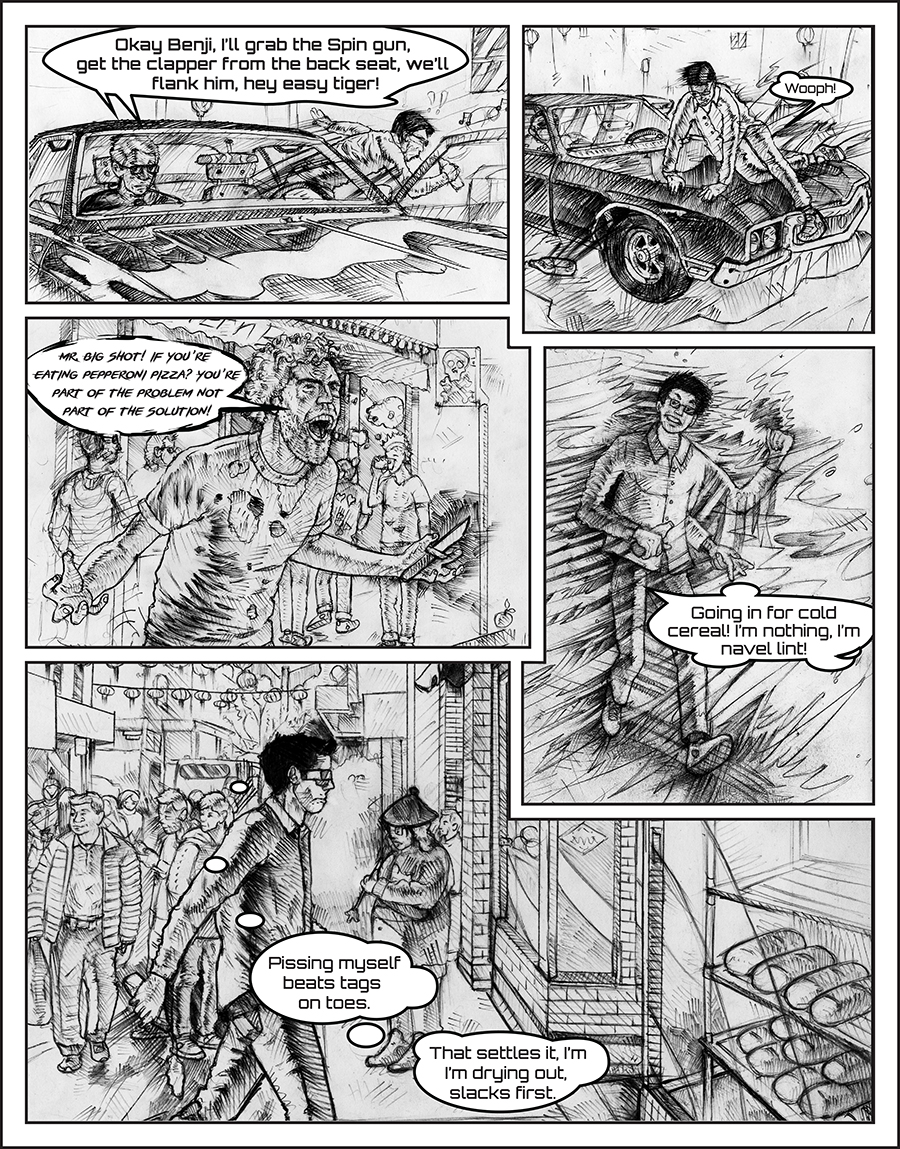 Okay Benji, I'll grab the Spin gun,
get the clapper from the back seat, we'll
flank him, hey easy tiger!
Wooph!
MR. BIG SHOT! IF YOU'RE
EATING PEPPERONI PIZZA? YOU'RE
PART OF THE PROBLEM NOT
PART OF THE SOLUTION!
Going in for cold
cereal! I'm nothing, I'm
navel lint!
Pissing myself
beats tags
on toes.
That settles it, I'm
I'm drying out,
slacks first.